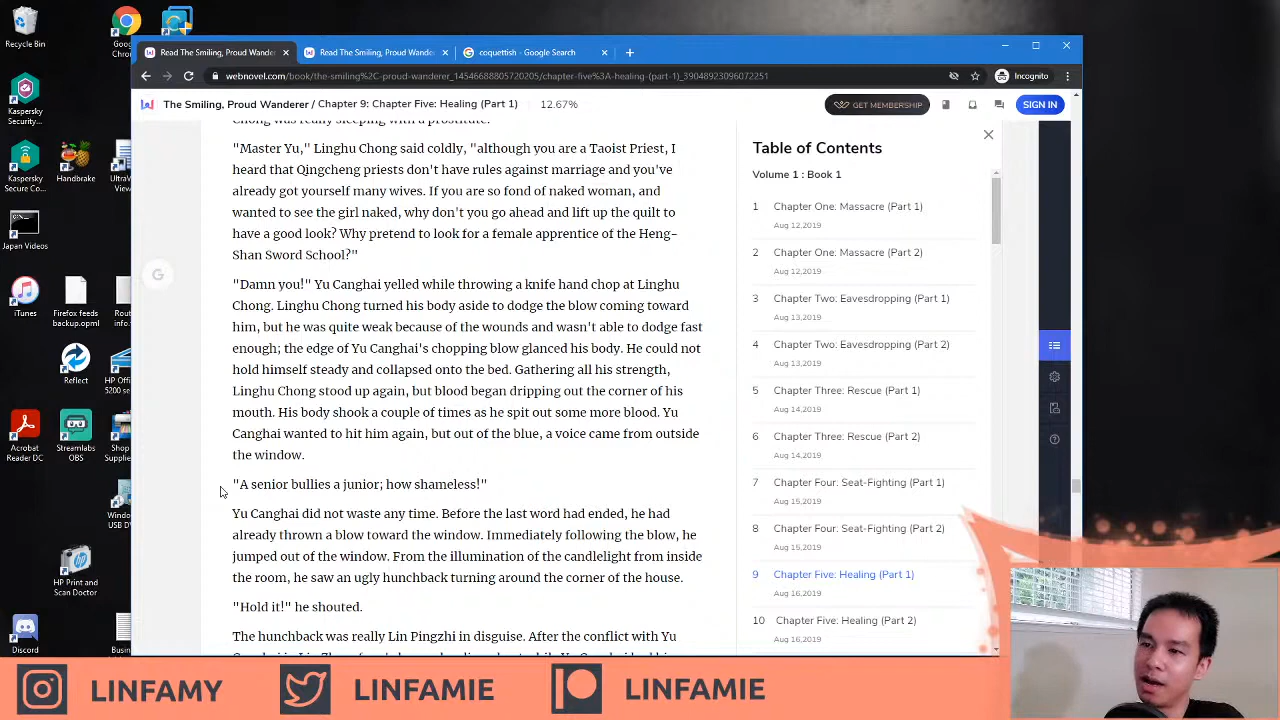 Recycle Bin
Goo
Chro
Kaspersky
Security...
Kaspersky
Secure Co...
Handbrake
Japan Videos
iTunes
Firefox feeds
backup.opml
Route
info..
Reflect
HP Offic
5200 se
Acrobat
Reader DC
Streamlabs
OBS
Shop
Supplies
Window
USB DV
HP Print and
Scan Doctor
Discord
Busin
Read The Smiling, Proud Wander
Read The Smiling, Proud Wander
coquettish - Google Search
webnovel.com/book/the-smiling%2C-proud-wanderer_14546688805720205/chapter-five%3A-healing-(part-1)_39048923096072251
Incognito
The Smiling, Proud Wanderer / Chapter 9: Chapter Five: Healing (Part 1)
12.67%
GET MEMBERSHIP
SIGN IN
Chong was really sleeping with a prostitute.
"Master Yu," Linghu Chong said coldly, "although you are a Taoist Priest, I
heard that Qingcheng priests don't have rules against marriage and you've
already got yourself many wives. If you are so fond of naked woman, and
wanted to see the girl naked, why don't you go ahead and lift up the quilt to
have a good look? Why pretend to look for a female apprentice of the Heng-
Shan Sword School?"
"Damn you!" Yu Canghai yelled while throwing a knife hand chop at Linghu
Chong. Linghu Chong turned his body aside to dodge the blow coming toward
him, but he was quite weak because of the wounds and wasn't able to dodge fast
enough; the edge of Yu Canghai's chopping blow glanced his body. He could not
hold himself steady and collapsed onto the bed. Gathering all his strength,
Linghu Chong stood up again, but blood began dripping out the corner of his
mouth. His body shook a couple of times as he spit out some more blood. Yu
Canghai wanted to hit him again, but out of the blue, a voice came from outside
the window.
"A senior bullies a junior; how shameless!"
Yu Canghai did not waste any time. Before the last word had ended, he had
already thrown a blow toward the window. Immediately following the blow, he
jumped out of the window. From the illumination of the candlelight from inside
the room, he saw an ugly hunchback turning around the corner of the house.
"Hold it!" he shouted.
The hunchback was really Lin Pingzhi in disguise. After the conflict with Yu
Table of Contents
Volume 1 : Book 1
1 Chapter One: Massacre (Part 1)
Aug 12,2019
2 Chapter One: Massacre (Part 2)
Aug 12,2019
3 Chapter Two: Eavesdropping (Part 1)
Aug 13,2019
4 Chapter Two: Eavesdropping (Part 2)
Aug 13,2019
5 Chapter Three: Rescue (Part 1)
Aug 14,2019
6 Chapter Three: Rescue (Part 2)
Aug 14,2019
7 Chapter Four: Seat-Fighting (Part 1)
Aug 15,2019
8 Chapter Four: Seat-Fighting (Part 2)
Aug 15,2019
9 Chapter Five: Healing (Part 1)
Aug 16,2019
10 Chapter Five: Healing (Part 2)
Aug 16,2019
LINFAMY
LINFAMIE
LINFAMIE